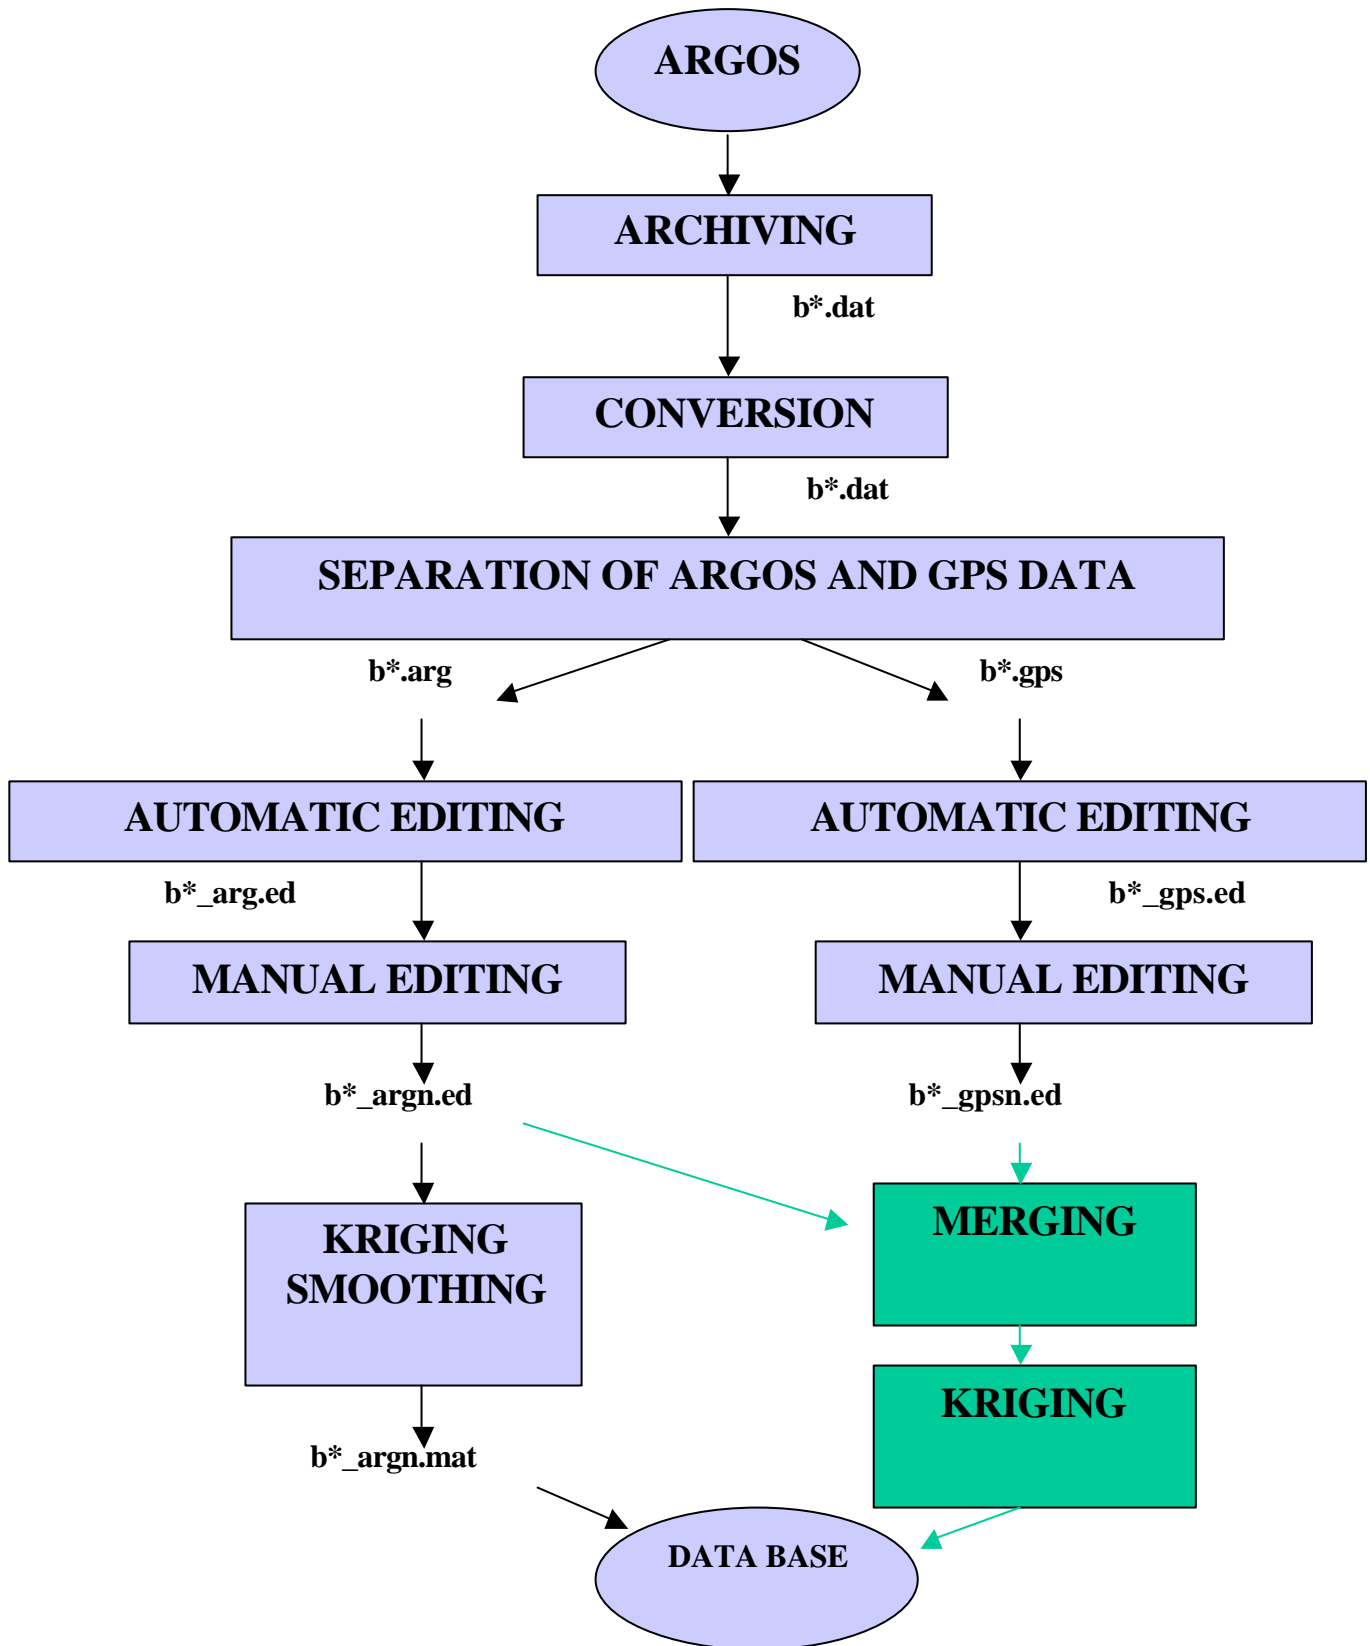 ARGOS
ARCHIVING
b*.dat
CONVERSION
b*.dat
SEPARATION OF ARGOS AND GPS DATA
b*.arg
b*.gps
AUTOMATIC EDITING
AUTOMATIC EDITING
b*_arg.ed
b*_gps.ed
MANUAL EDITING
MANUAL EDITING
b*_argn.ed
b*_gpsn.ed
KRIGING
SMOOTHING
MERGING
KRIGING
b*_argn.mat
DATA BASE